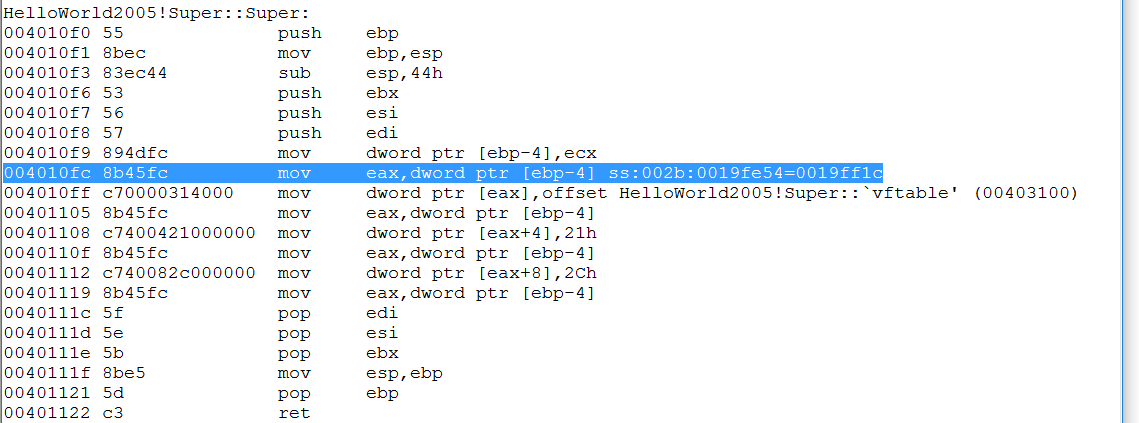 HelloWorld2005!Super::Super:
004010f0 55              push    ebp
004010f1 8bec            mov     ebp,esp
004010f3 83ec44          sub     esp,44h
004010f6 53              push    ebx
004010f7 56              push    esi
004010f8 57              push    edi
004010f9 894dfc          mov     dword ptr [ebp-4],ecx
004010fc 8b45fc          mov     eax,dword ptr [ebp-4] ss:002b:0019fe54=0019ff1c
004010ff c70000314000    mov     dword ptr [eax],offset HelloWorld2005!Super::`vftable' (00403100)
00401105 8b45fc          mov     eax,dword ptr [ebp-4]
00401108 c7400421000000  mov     dword ptr [eax+4],21h
0040110f 8b45fc          mov     eax,dword ptr [ebp-4]
00401112 c740082c000000  mov     dword ptr [eax+8],2Ch
00401119 8b45fc          mov     eax,dword ptr [ebp-4]
0040111c 5f              pop     edi
0040111d 5e              pop     esi
0040111e 5b              pop     ebx
0040111f 8be5            mov     esp,ebp
00401121 5d              pop     ebp
00401122 c3              ret